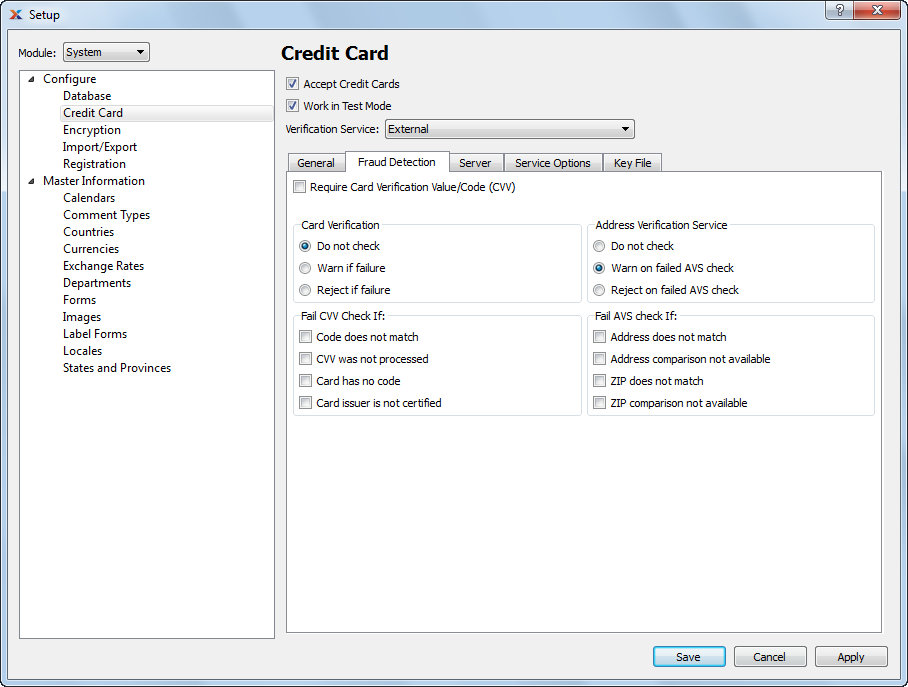 Setup
Module: System
Configure
Database
Credit Card
Encryption
Import/Export
Registration
Master Information
Calendars
Comment Types
Countries
Currencies
Exchange Rates
Departments
Forms
Images
Label Forms
Locales
States and Provinces
Credit Card
Accept Credit Cards
Work in Test Mode
Verification Service: External
General Fraud Detection Server Service Options Key File
Require Card Verification Value/Code (CVV)
Card Verification
Do not check
Warn if failure
Reject if failure
Address Verification Service
Do not check
Warn on failed AVS check
Reject on failed AVS check
Fail CVV Check If:
Code does not match
CVV was not processed
Card has no code
Card issuer is not certified
Fail AVS check If:
Address does not match
Address comparison not available
ZIP does not match
ZIP comparison not available
Save Cancel Apply